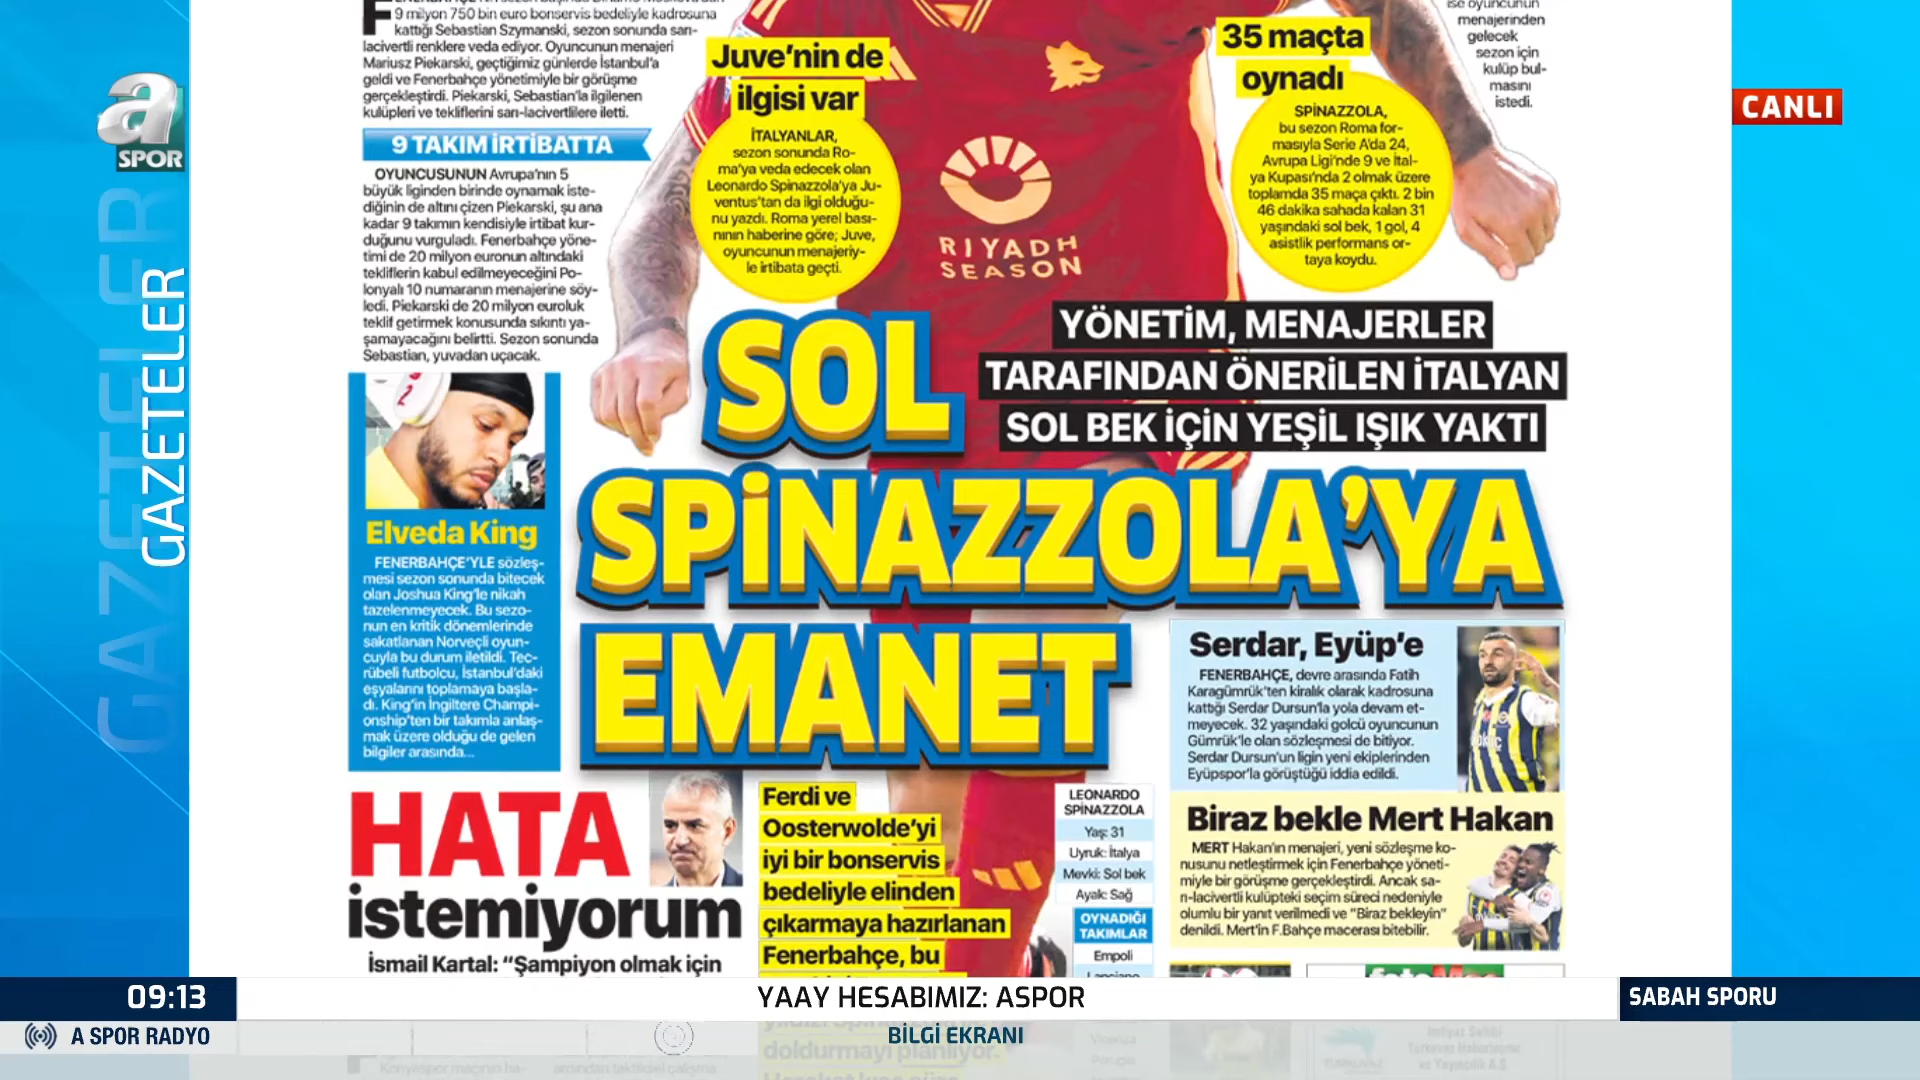 9 milyon 750 bin euro bonservis bedeliyle kadrosuna
kattığı Sebastian Szymanski, sezon sonunda sarı-
lacivertli renklere veda ediyor. Oyuncunun menajeri
Mariusz Piekarski, geçtiğimiz günlerde İstanbul'a
geldi ve Fenerbahçe yönetimiyle bir görüşme
gerçekleştirdi. Piekarski, Sebastian'la ilgilenen
kulüpleri ve tekliflerini sarı-lacivertlilere iletti.
9 TAKIM İRTİBATTA
OYUNCUSUNUN Avrupa'nın 5
büyük liginden birinde oynamak iste-
diğinin de altını çizen Piekarski, şu ana
kadar 9 takımın kendisiyle irtibat kur-
duğunu vurguladı. Fenerbahçe yöne-
timi de 20 milyon euronun altındaki
tekliflerin kabul edilmeyeceğini Po-
lonyalı 10 numaranın menajerine söy-
ledi. Piekarski de 20 milyon euroluk
teklif getirmek konusunda sıkıntı ya-
şamayacağını belirtti. Sezon sonunda
Sebastian, yuvadan uçacak.
Juve'nin de
ilgisi var
İTALYANLAR,
sezon sonunda Ro-
ma'ya veda edecek olan
Leonardo Spinazzola'ya Ju-
ventus'tan da ilgi olduğu-
nu yazdı. Roma yerel bası-
nının haberine göre; Juve,
oyuncunun menajeriy-
le irtibata geçti.
RIYADH
SEASON
35 maçta
oynadı
SPİNAZZOLA,
bu sezon Roma for-
masıyla Serie A'da 24,
Avrupa Ligi'nde 9 ve İtal-
ya Kupası'nda 2 olmak üzere
toplamda 35 maça çıktı. 2 bin
46 dakika sahada kalan 31
yaşındaki sol bek, 1 gol, 4
asistlik performans or-
taya koydu.
ise oyuncunun
menajerinden
gelecek
sezon için
kulüp bul-
masını
istedi.
CANLI
a
SPOR
GAZETELER
GAZETELER
YÖNETİM, MENAJERLER
TARAFINDAN ÖNERİLEN İTALYAN
SOL BEK İÇİN YEŞİL IŞIK YAKTI
SOL
SPİNAZZOLA'YA
EMANET
Elveda King
FENERBAHÇE'YLE sözleş-
mesi sezon sonunda bitecek
olan Joshua King'le nikah
tazelenmeyecek. Bu sezo-
nun en kritik dönemlerinde
sakatlanan Norveçli oyun-
cuyla bu durum iletildi. Tec-
rübeli futbolcu, İstanbul'daki
eşyalarını toplamaya başla-
dı. King'in İngiltere Champi-
onship'ten bir takımla anlaş-
mak üzere olduğu de gelen
bilgiler arasında...
HATA
istemiyorum
İsmail Kartal: “Şampiyon olmak için
Ferdi ve
Oosterwolde'yi
iyi bir bonservis
bedeliyle elinden
çıkarmaya hazırlanan
Fenerbahçe, bu
doldurmayı planlıyor.
LEONARDO
SPİNAZZOLA
Yaş: 31
Uyruk: İtalya
Mevki: Sol bek
Ayak: Sağ
OYNADIĞI
TAKIMLAR
Empoli
Lanciano
Serdar, Eyüp'e
FENERBAHÇE, devre arasında Fatih
Karagümrük'ten kiralık olarak kadrosuna
kattığı Serdar Dursun'la yola devam et-
meyecek. 32 yaşındaki golcü oyuncunun
Gümrük'le olan sözleşmesi de bitiyor.
Serdar Dursun'un ligin yeni ekiplerinden
Eyüpspor'la görüştüğü iddia edildi.
Biraz bekle Mert Hakan
MERT Hakan'ın menajeri, yeni sözleşme ko-
nusunu netleştirmek için Fenerbahçe yöneti-
miyle bir görüşme gerçekleştirdi. Ancak sa-
rı-lacivertli kulüpteki seçim süreci nedeniyle
olumlu bir yanıt verilmedi ve “Biraz bekleyin”
denildi. Mert'in F.Bahçe macerası bitebilir.
09:13
YAAY HESABIMIZ: ASPOR
SABAH SPORU
A SPOR RADYO
BİLGİ EKRANI